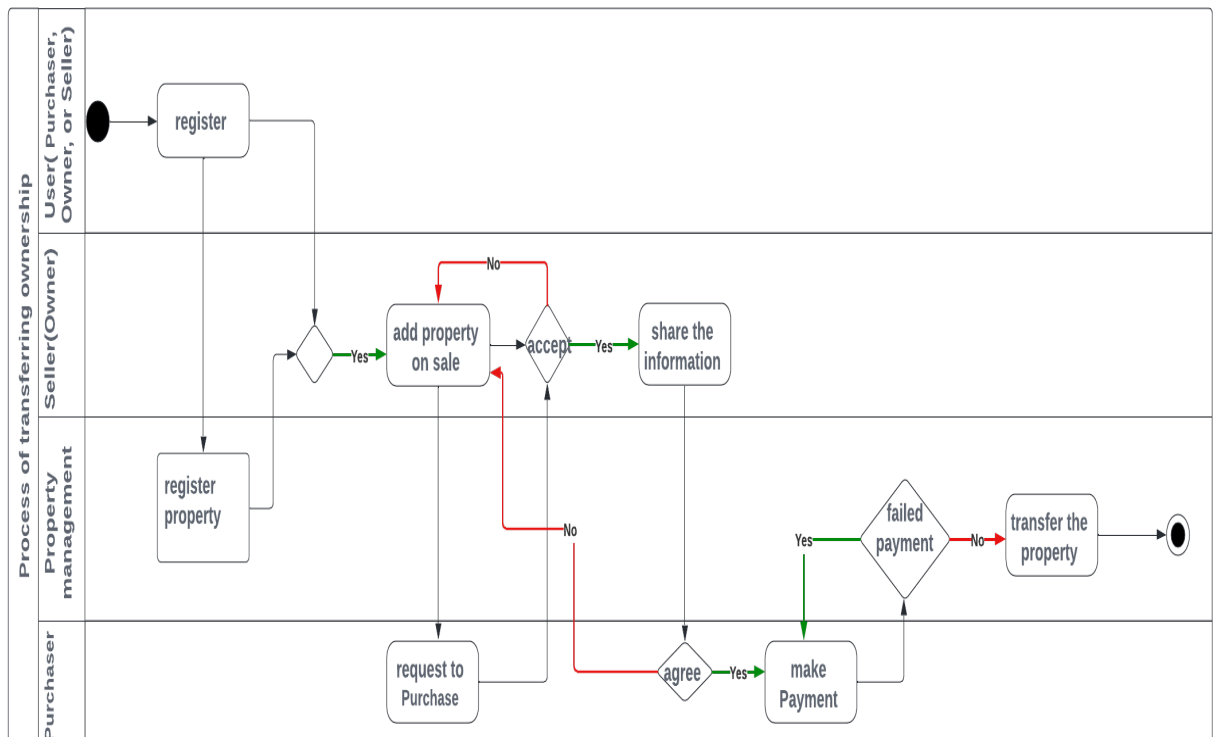 Process of transferring ownership
User( Purchaser,
Owner, or Seller)
register
Seller(Owner)
No
add property
on sale
accept
Yes
Yes
share the
information
Property
management
register
property
No
Yes
failed
payment
No
transfer the
property
Purchaser
request to
Purchase
agree
Yes
make
Payment